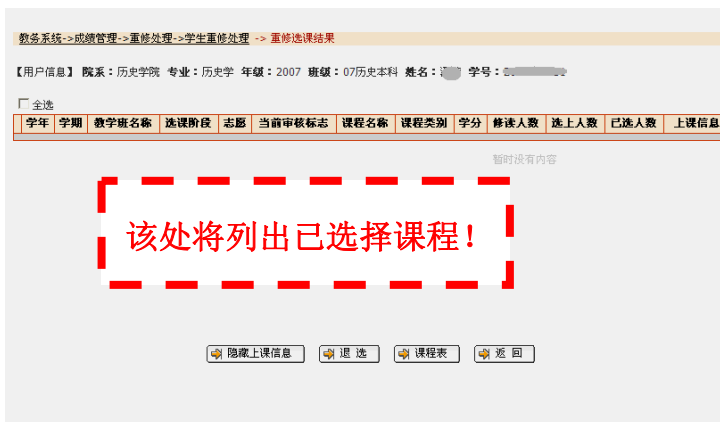 教务系统->成绩管理->重修处理->学生重修处理 -> 重修选课结果
【用户信息】 院系：历史学院 专业：历史学 年级：2007 班级：07历史本科 姓名： 学号：
全选
学年 学期 教学班名称 选课阶段 志愿 当前审核标志 课程名称 课程类别 学分 修读人数 选上人数 已选人数 上课信息
暂时没有内容
该处将列出已选择课程！
隐藏上课信息 退 选 课程表 返 回